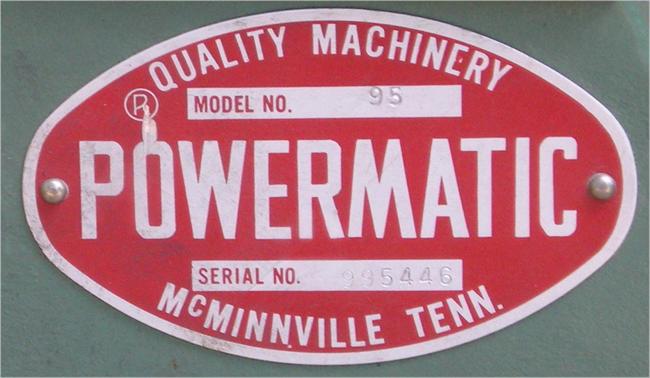 QUALITY MACHINERY
®
MODEL NO. 95
POWERMATIC
SERIAL NO. 995446
McMINNVILLE TENN.